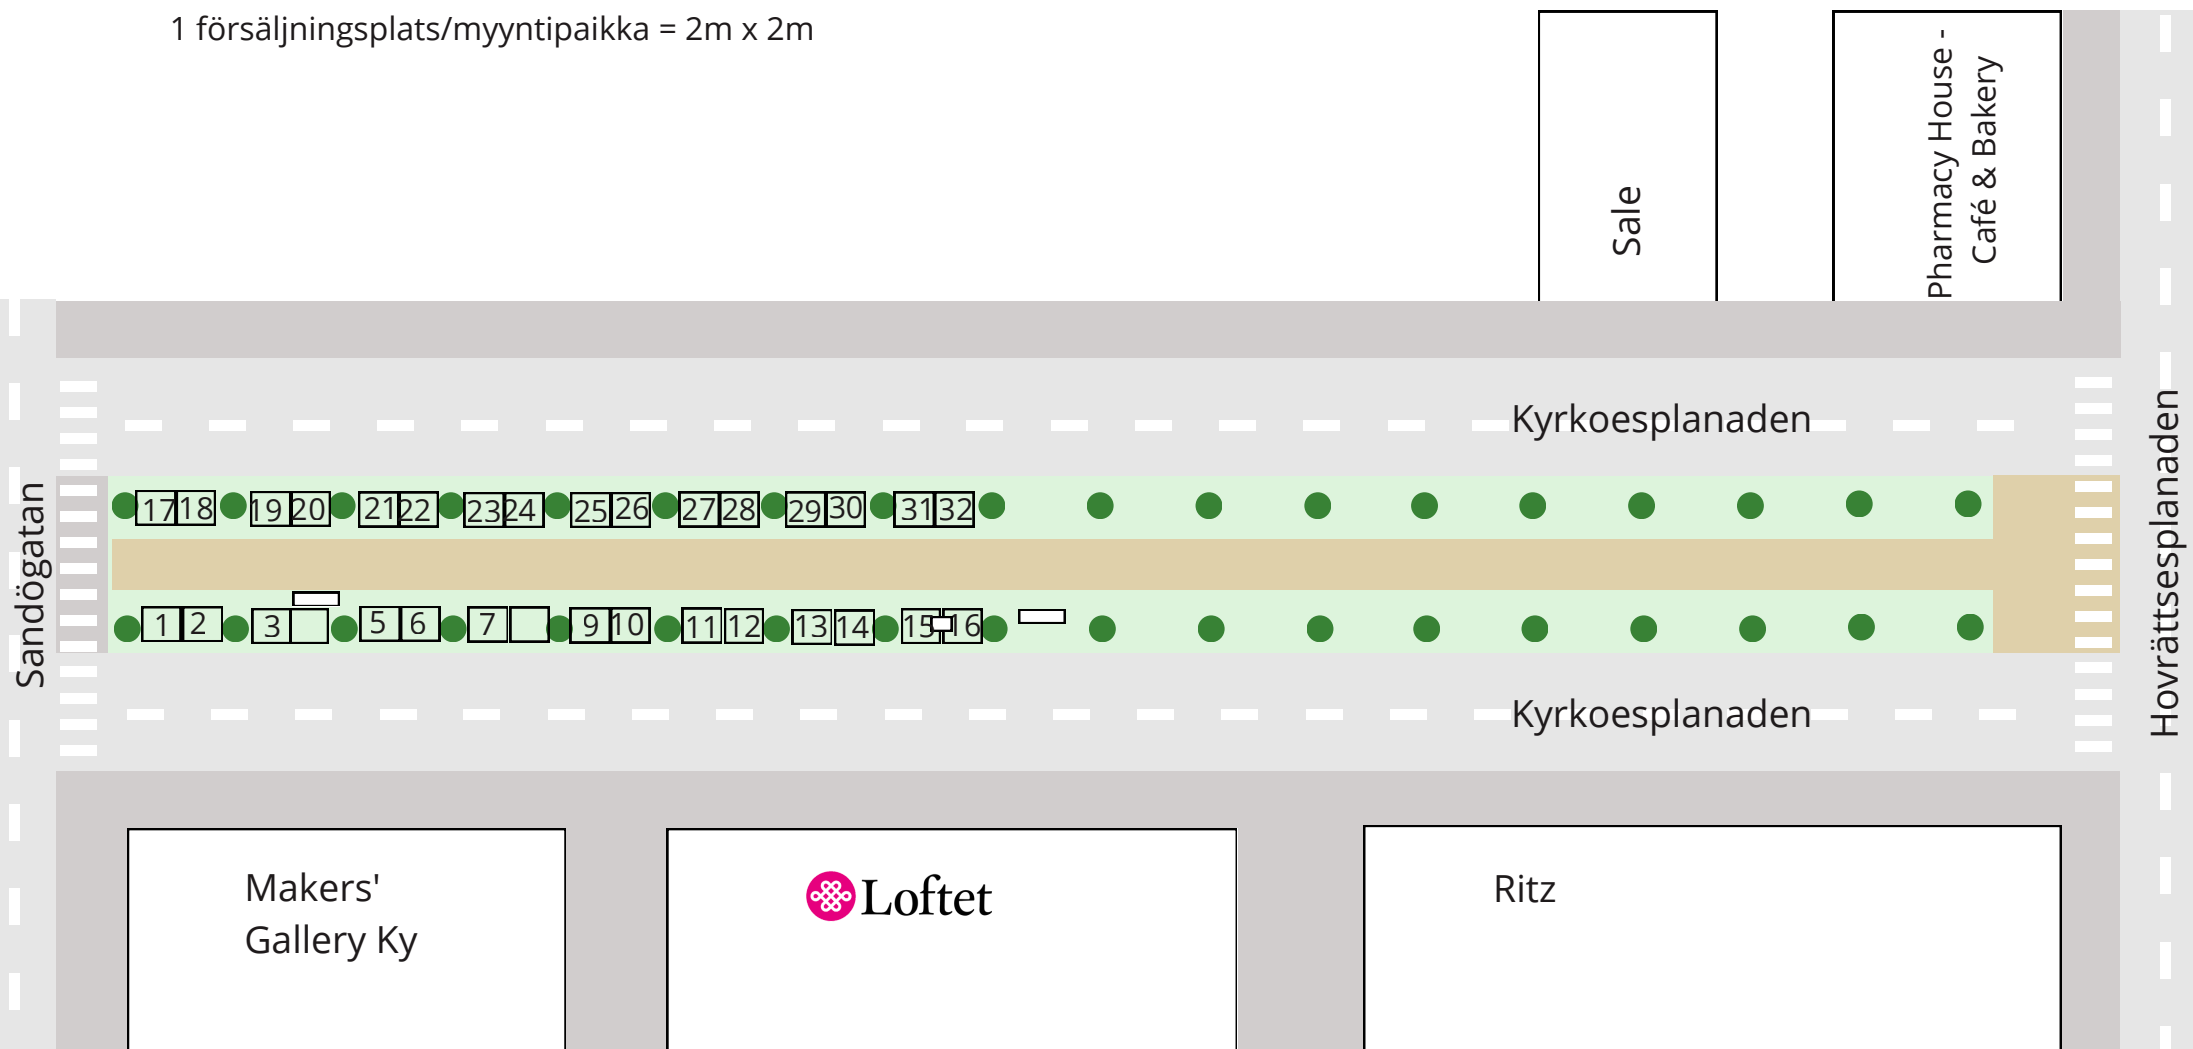 1 försäljningsplats/myyntipaikka = 2m x 2m
Sale
Pharmacy House -
Café & Bakery
Kyrkoesplanaden
Sandögatan
Hovrättsesplanaden
17 18 19 20 21 22 23 24 25 26 27 28 29 30 31 32
1 2 3 5 6 7 9 10 11 12 13 14 15 16
Kyrkoesplanaden
Makers'
Gallery Ky
Loftet
Ritz